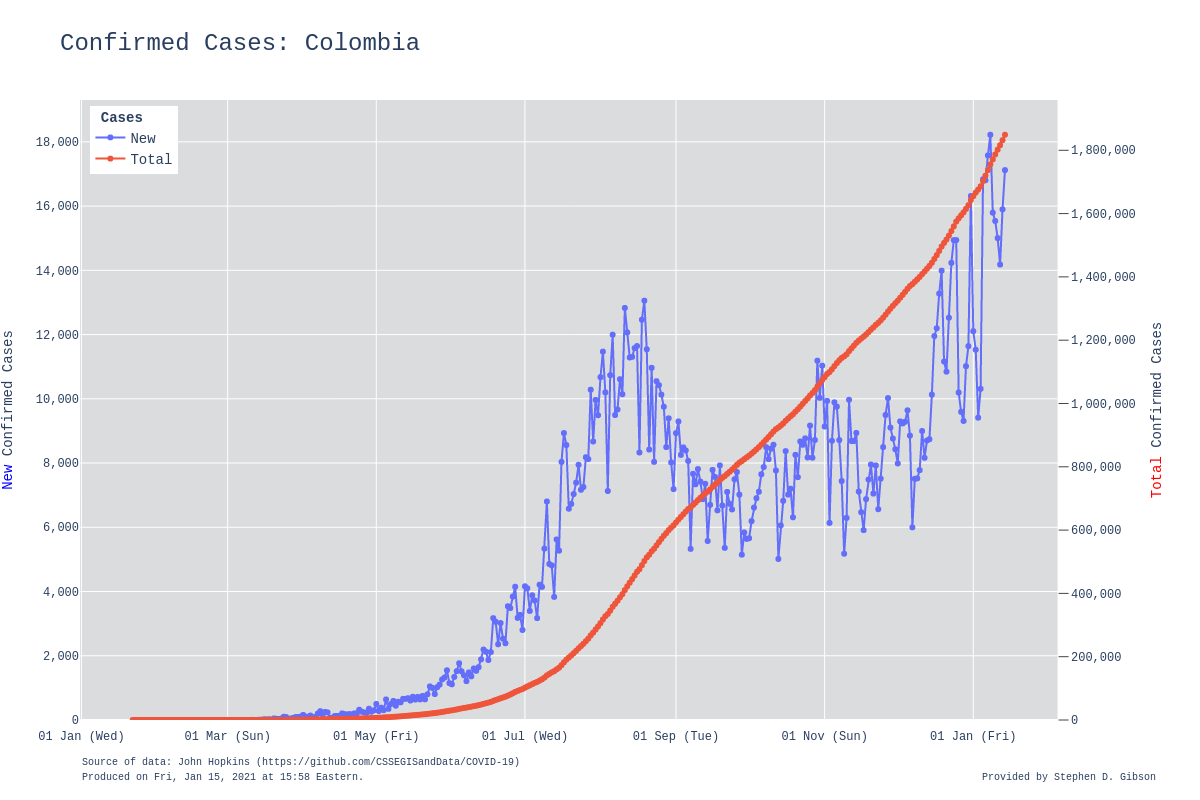 Confirmed Cases: Colombia
Cases
New
Total
18,000
16,000
14,000
12,000
10,000
8,000
6,000
4,000
2,000
0
New Confirmed Cases
1,800,000
1,600,000
1,400,000
1,200,000
1,000,000
800,000
600,000
400,000
200,000
0
Total Confirmed Cases
01 Jan (Wed)
01 Mar (Sun)
01 May (Fri)
01 Jul (Wed)
01 Sep (Tue)
01 Nov (Sun)
01 Jan (Fri)
Source of data: John Hopkins (https://github.com/CSSEGISandData/COVID-19)
Produced on Fri, Jan 15, 2021 at 15:58 Eastern.
Provided by Stephen D. Gibson